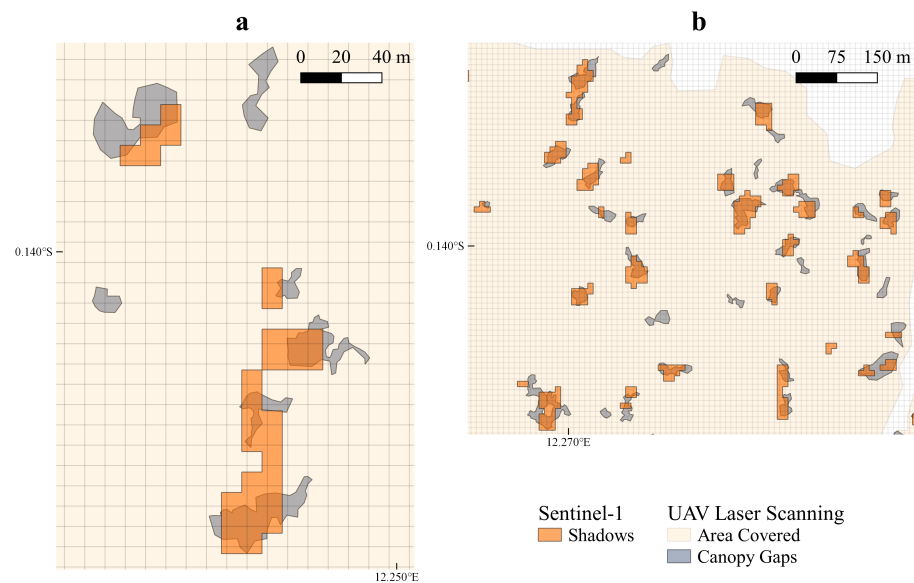 a
b
0 20 40 m
0 75 150 m
0.140°S
0.140°S
12.270°E
12.250°E
Sentinel-1
Shadows
UAV Laser Scanning
Area Covered
Canopy Gaps